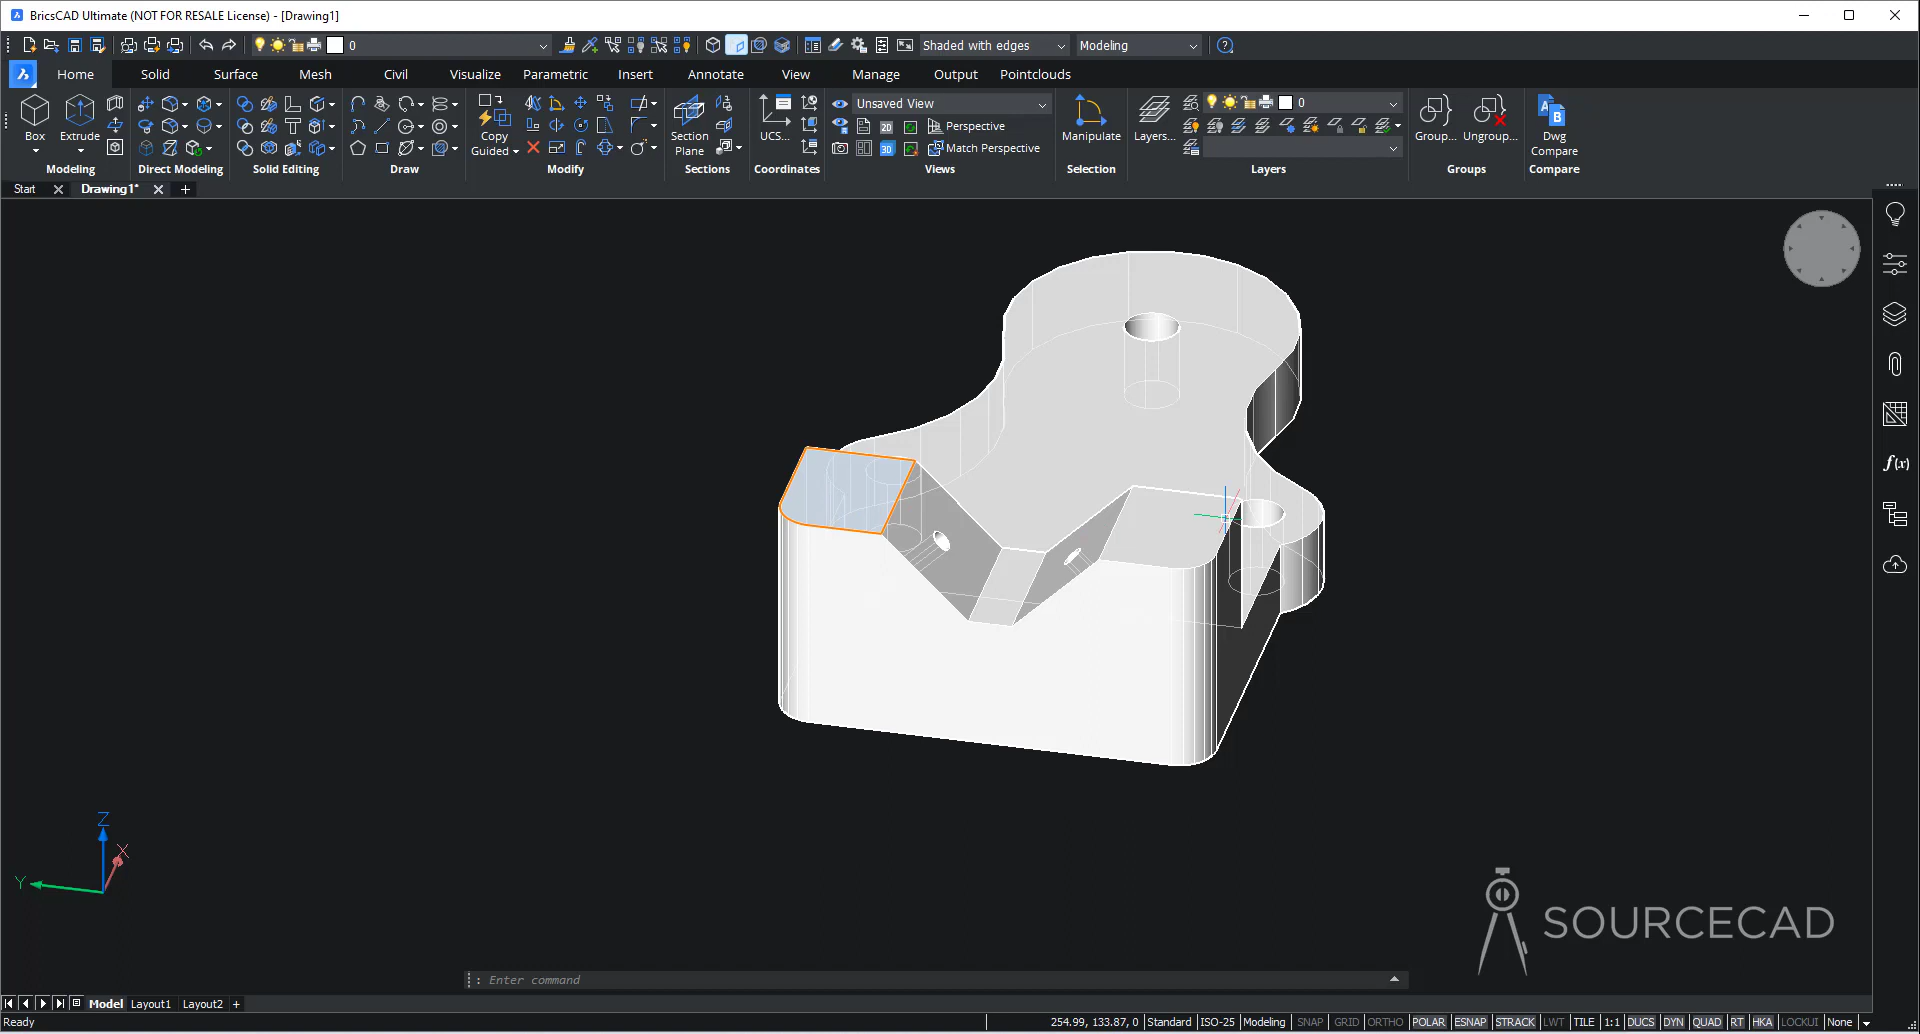 BricsCAD Ultimate (NOT FOR RESALE License) - [Drawing1]
0 Shaded with edges Modeling
Home Solid Surface Mesh Civil Visualize Parametric Insert Annotate View Manage Output Pointclouds
Unsaved View 0
2D Perspective
Box Extrude Copy Section UCS... Manipulate Layers... Group... Ungroup... Dwg
Guided Plane 3D Match Perspective Compare
Modeling Direct Modeling Solid Editing Draw Modify Sections Coordinates Views Selection Layers Groups Compare
Start Drawing1* +
f(x)
Z
X
Y
SOURCECAD
: Enter command
Model Layout1 Layout2 +
Ready 254.99, 133.87, 0 Standard ISO-25 Modeling SNAP GRID ORTHO POLAR ESNAP STRACK LWT TILE 1:1 DUCS DYN QUAD RT HKA LOCKUI None